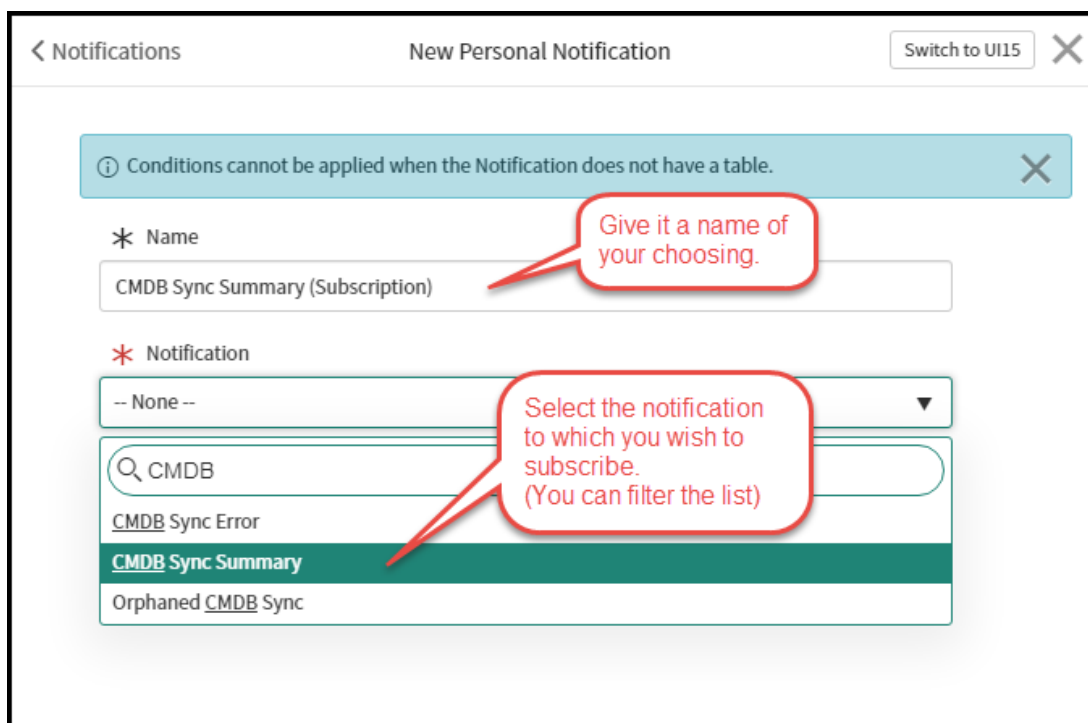 Notifications
New Personal Notification
Switch to UI15
Conditions cannot be applied when the Notification does not have a table.
Name
Give it a name of
your choosing.
CMDB Sync Summary (Subscription)
Notification
-- None --
Select the notification
to which you wish to
subscribe.
(You can filter the list)
CMDB
CMDB Sync Error
CMDB Sync Summary
Orphaned CMDB Sync